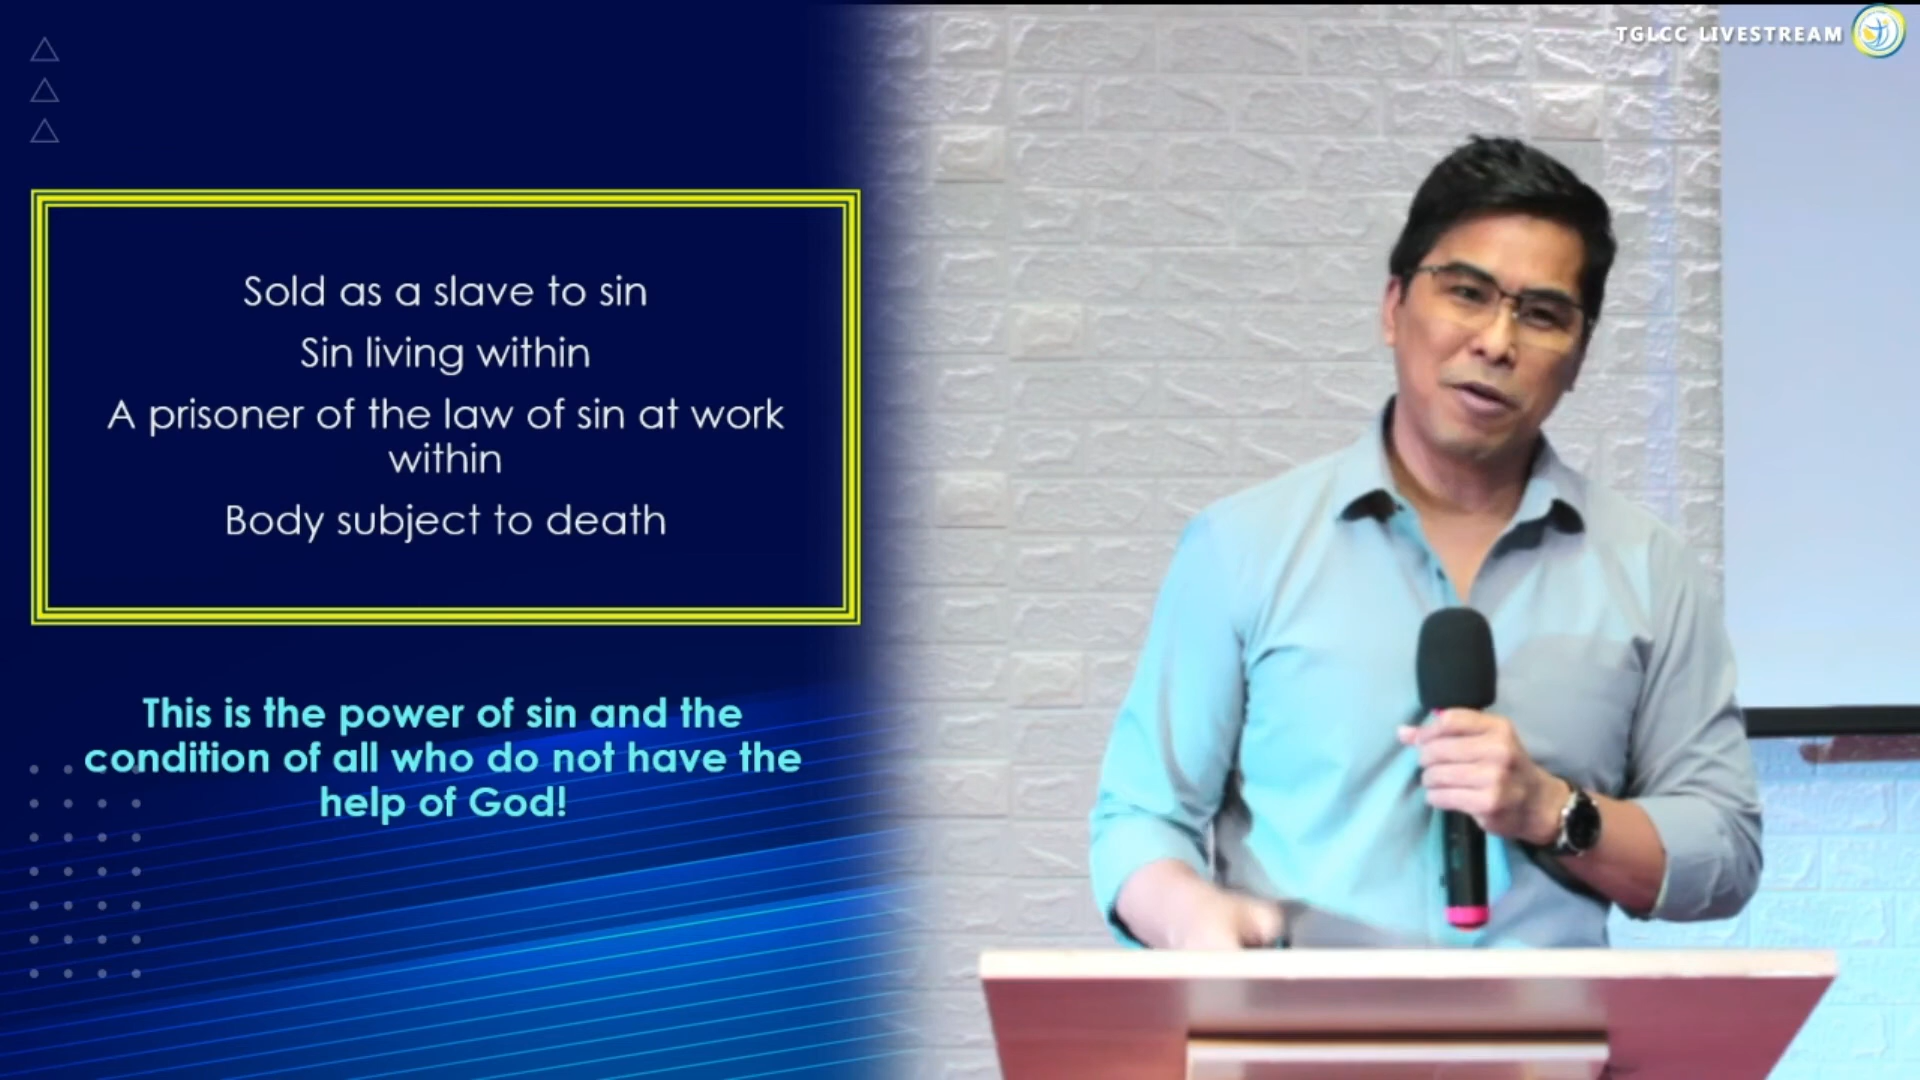 TGLCC LIVESTREAM
Sold as a slave to sin
Sin living within
A prisoner of the law of sin at work
within
Body subject to death
This is the power of sin and the
condition of all who do not have the
help of God!